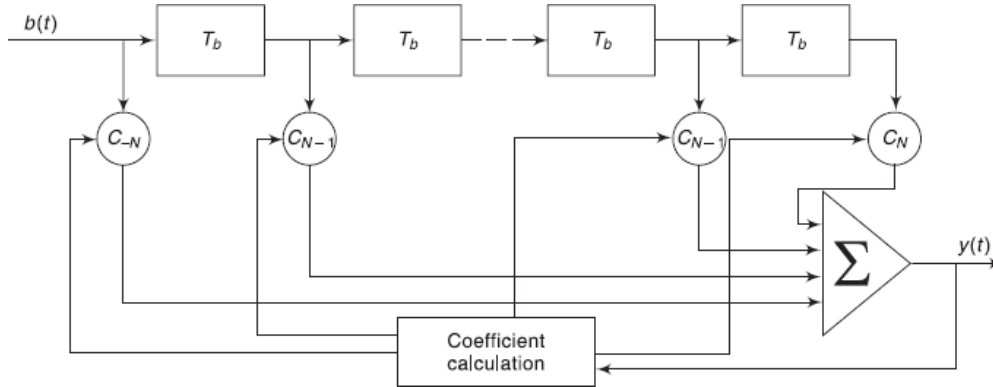 b(t)
T_b
T_b
T_b
T_b
C_{-N}
C_{N-1}
C_{N-1}
C_N
Σ
y(t)
Coefficient
calculation